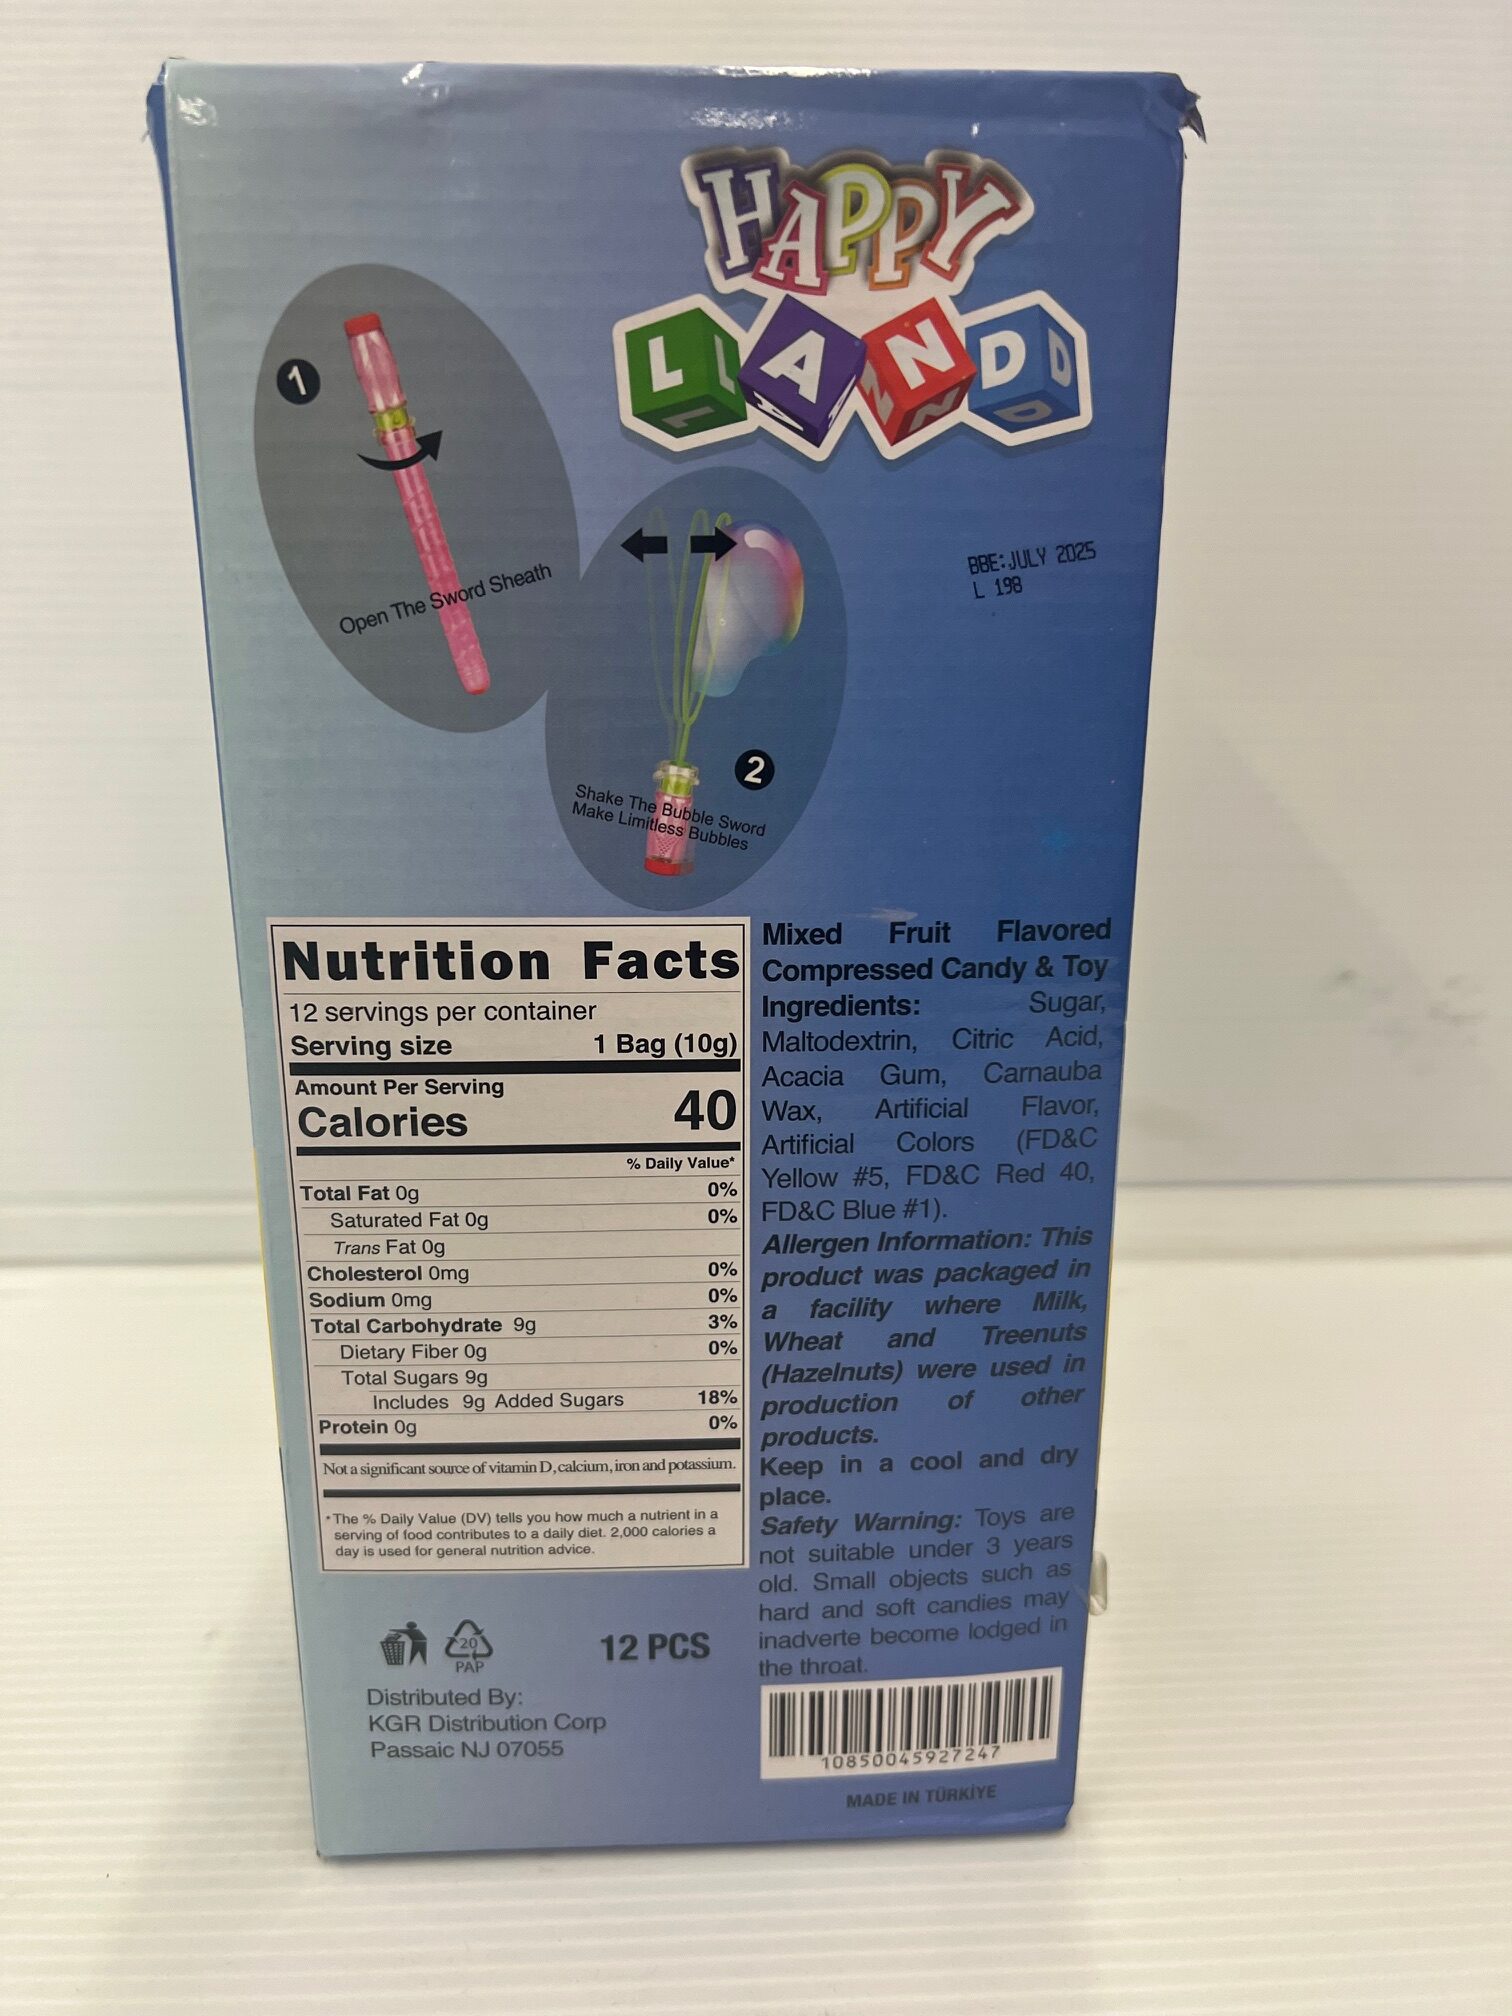 HAPPY
LAND
1
Open The Sword Sheath
BBE: JULY 2025
L 198
2
Shake The Bubble Sword
Make Limitless Bubbles
Nutrition Facts
12 servings per container
Serving size 1 Bag (10g)
Amount Per Serving
Calories 40
% Daily Value*
Total Fat 0g 0%
Saturated Fat 0g 0%
Trans Fat 0g
Cholesterol 0mg 0%
Sodium 0mg 0%
Total Carbohydrate 9g 3%
Dietary Fiber 0g 0%
Total Sugars 9g
Includes 9g Added Sugars 18%
Protein 0g 0%
Not a significant source of vitamin D, calcium, iron and potassium.
*The % Daily Value (DV) tells you how much a nutrient in a
serving of food contributes to a daily diet. 2,000 calories a
day is used for general nutrition advice.
Mixed Fruit Flavored
Compressed Candy & Toy
Ingredients: Sugar,
Maltodextrin, Citric Acid,
Acacia Gum, Carnauba
Wax, Artificial Flavor,
Artificial Colors (FD&C
Yellow #5, FD&C Red 40,
FD&C Blue #1).
Allergen Information: This
product was packaged in
a facility where Milk,
Wheat and Treenuts
(Hazelnuts) were used in
production of other
products.
Keep in a cool and dry
place.
Safety Warning: Toys are
not suitable under 3 years
old. Small objects such as
hard and soft candies may
inadverte become lodged in
the throat.
20
PAP
12 PCS
Distributed By:
KGR Distribution Corp
Passaic NJ 07055
10850045927247
MADE IN TÜRKİYE